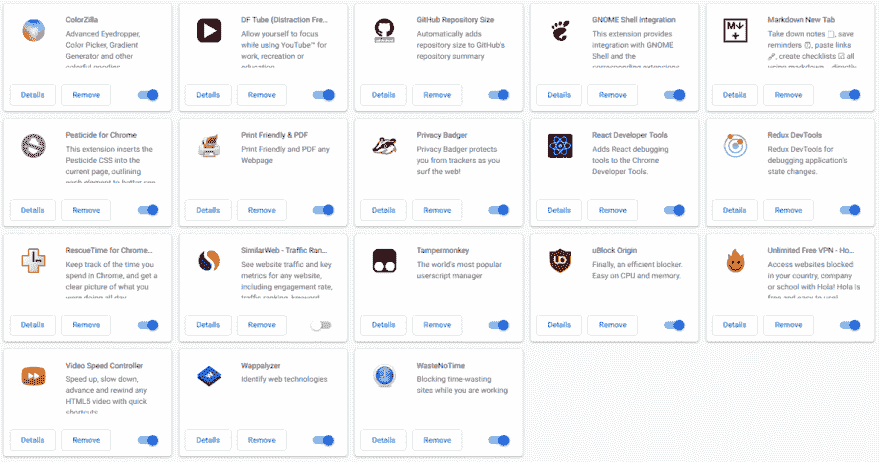 ColorZilla
Advanced Eyedropper,
Color Picker, Gradient
Generator and other
colorful goodies
Details Remove
DF Tube (Distraction Fre...
Allow yourself to focus
while using YouTube™ for
work, recreation or
education
Details Remove
GitHub Repository Size
Automatically adds
repository size to GitHub's
repository summary
Details Remove
GNOME Shell integration
This extension provides
integration with GNOME
Shell and the
corresponding extensions
Details Remove
M
+
Markdown New Tab
Take down notes, save
reminders, paste links
, create checklists ☑ all
using markdown directly
Details Remove
Pesticide for Chrome
This extension inserts the
Pesticide CSS into the
current page, outlining
each element to better see
Details Remove
Print Friendly & PDF
Print Friendly and PDF any
Webpage
Details Remove
Privacy Badger
Privacy Badger protects
you from trackers as you
surf the web!
Details Remove
React Developer Tools
Adds React debugging
tools to the Chrome
Developer Tools.
Details Remove
Redux DevTools
Redux DevTools for
debugging application's
state changes.
Details Remove
RescueTime for Chrome...
Keep track of the time you
spend in Chrome, and get a
clear picture of what you
were doing all day
Details Remove
SimilarWeb - Traffic Ran...
See website traffic and key
metrics for any website,
including engagement rate,
traffic ranking, keyword
Details Remove
Tampermonkey
The world's most popular
userscript manager
Details Remove
uBlock Origin
Finally, an efficient blocker.
Easy on CPU and memory.
Details Remove
Unlimited Free VPN - Ho...
Access websites blocked
in your country, company
or school with Hola! Hola is
free and easy to use!
Details Remove
Video Speed Controller
Speed up, slow down,
advance and rewind any
HTML5 video with quick
shortcuts
Details Remove
Wappalyzer
Identify web technologies
Details Remove
WasteNoTime
Blocking time-wasting
sites while you are working
Details Remove